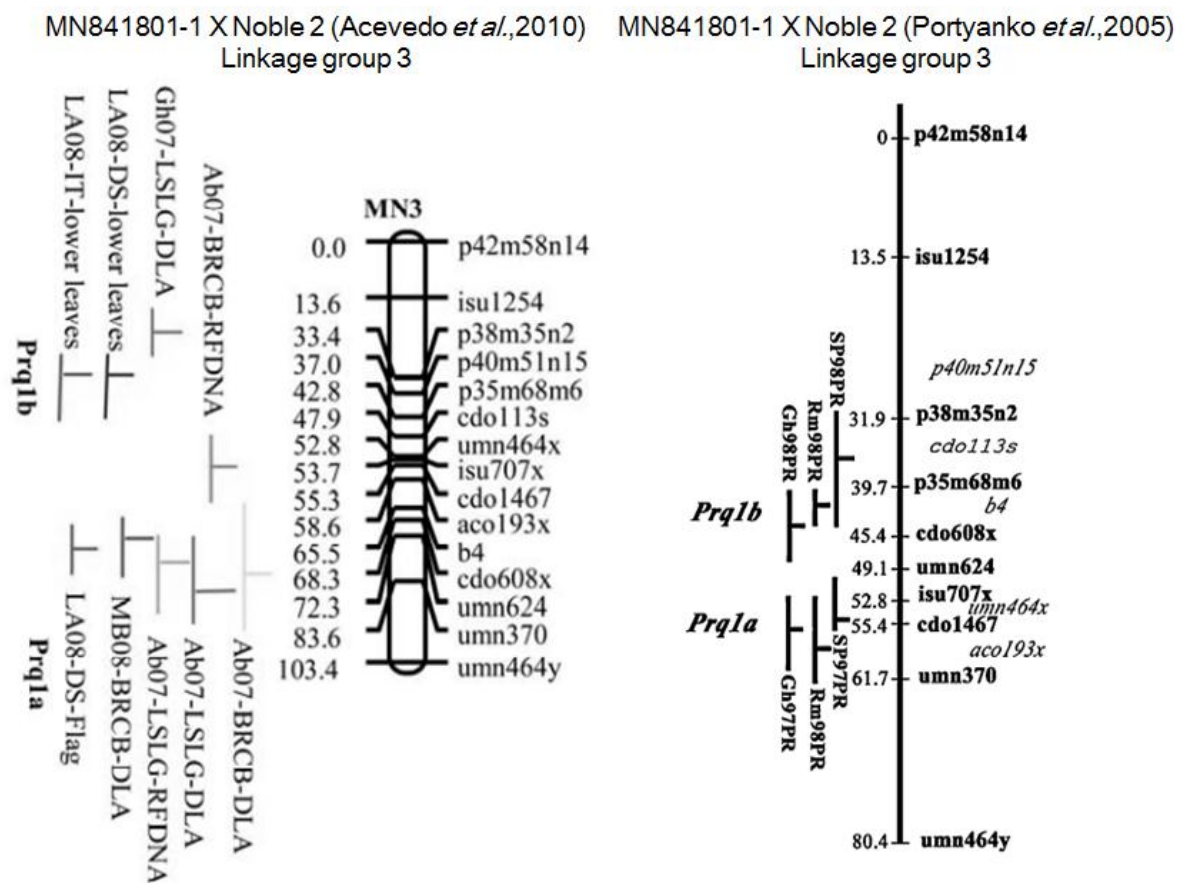 MN841801-1 X Noble 2 (Acevedo et al.,2010)
Linkage group 3
LA08-IT-lower leaves
LA08-DS-lower leaves
Gh07-LSLG-DLA
Ab07-BRCB-RFDNA
Prq1b
LA08-DS-Flag
MB08-BRCB-DLA
Ab07-LSLG-RFDNA
Ab07-LSLG-DLA
Ab07-BRCB-DLA
Prq1a
MN3
0.0 p42m58n14
13.6 isu1254
33.4 p38m35n2
37.0 p40m51n15
42.8 p35m68m6
47.9 cdo113s
52.8 umn464x
53.7 isu707x
55.3 cdo1467
58.6 aco193x
65.5 b4
68.3 cdo608x
72.3 umn624
83.6 umn370
103.4 umn464y
MN841801-1 X Noble 2 (Portyanko et al.,2005)
Linkage group 3
0 p42m58n14
13.5 isu1254
p40m51n15
31.9 p38m35n2
cdo113s
39.7 p35m68m6
b4
45.4 cdo608x
49.1 umn624
52.8 isu707x
umn464x
55.4 cdo1467
aco193x
61.7 umn370
80.4 umn464y
Prq1b
Gh98PR
Rm98PR
SP98PR
Prq1a
Gh97PR
Rm98PR
SP97PR